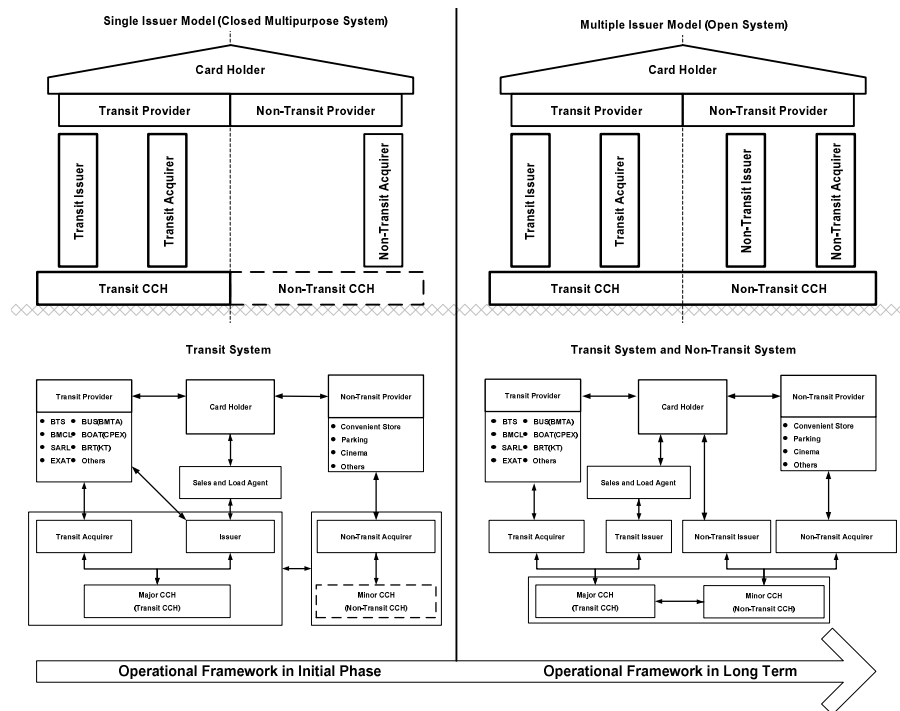 Single Issuer Model (Closed Multipurpose System)
Card Holder
Transit Provider
Non-Transit Provider
Transit Issuer
Transit Acquirer
Non-Transit Acquirer
Transit CCH
Non-Transit CCH
Multiple Issuer Model (Open System)
Card Holder
Transit Provider
Non-Transit Provider
Transit Issuer
Transit Acquirer
Non-Transit Issuer
Non-Transit Acquirer
Transit CCH
Non-Transit CCH
Transit System
Transit Provider
• BTS • BUS(BMTA)
• BMCL • BOAT(CPEX)
• SARL • BRT(KT)
• EXAT • Others
Card Holder
Non-Transit Provider
• Convenient Store
• Parking
• Cinema
• Others
Sales and Load Agent
Transit Acquirer
Issuer
Non-Transit Acquirer
Major CCH
(Transit CCH)
Minor CCH
(Non-Transit CCH)
Transit System and Non-Transit System
Transit Provider
• BTS • BUS(BMTA)
• BMCL • BOAT(CPEX)
• SARL • BRT(KT)
• EXAT • Others
Card Holder
Non-Transit Provider
• Convenient Store
• Parking
• Cinema
• Others
Sales and Load Agent
Transit Acquirer
Transit Issuer
Non-Transit Issuer
Non-Transit Acquirer
Major CCH
(Transit CCH)
Minor CCH
(Non-Transit CCH)
Operational Framework in Initial Phase
Operational Framework in Long Term